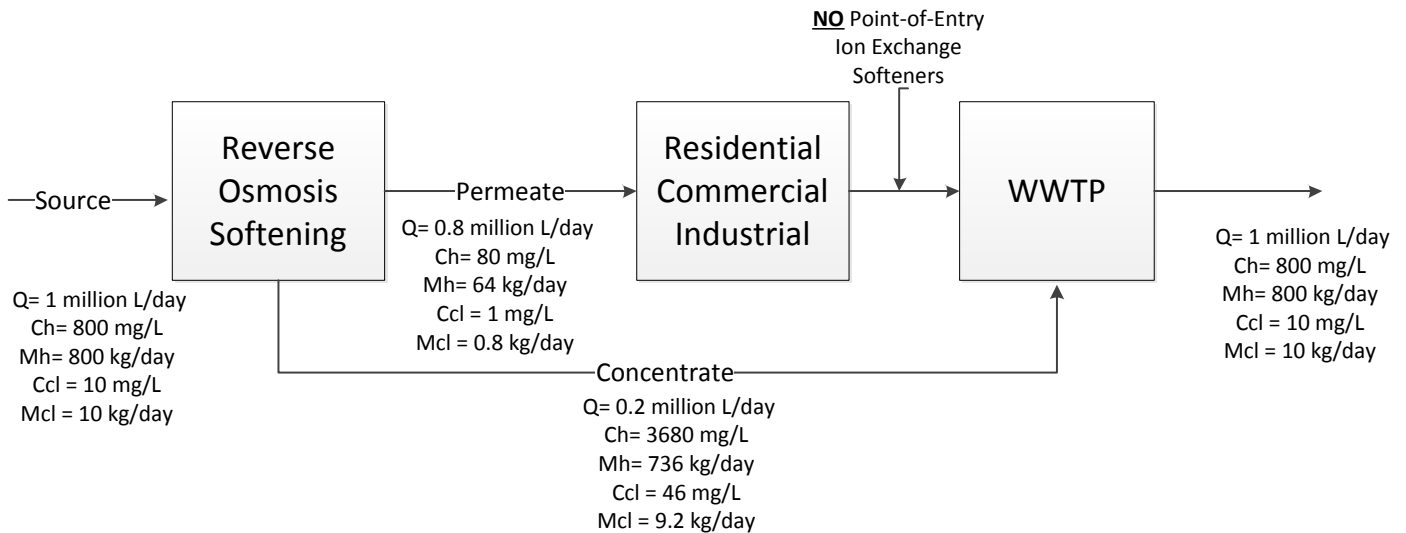 NO Point-of-Entry
Ion Exchange
Softeners
Source
Reverse
Osmosis
Softening
Permeate
Residential
Commercial
Industrial
WWTP
Q= 1 million L/day
Ch= 800 mg/L
Mh= 800 kg/day
Ccl = 10 mg/L
Mcl = 10 kg/day
Q= 0.8 million L/day
Ch= 80 mg/L
Mh= 64 kg/day
Ccl = 1 mg/L
Mcl = 0.8 kg/day
Q= 1 million L/day
Ch= 800 mg/L
Mh= 800 kg/day
Ccl = 10 mg/L
Mcl = 10 kg/day
Concentrate
Q= 0.2 million L/day
Ch= 3680 mg/L
Mh= 736 kg/day
Ccl = 46 mg/L
Mcl = 9.2 kg/day